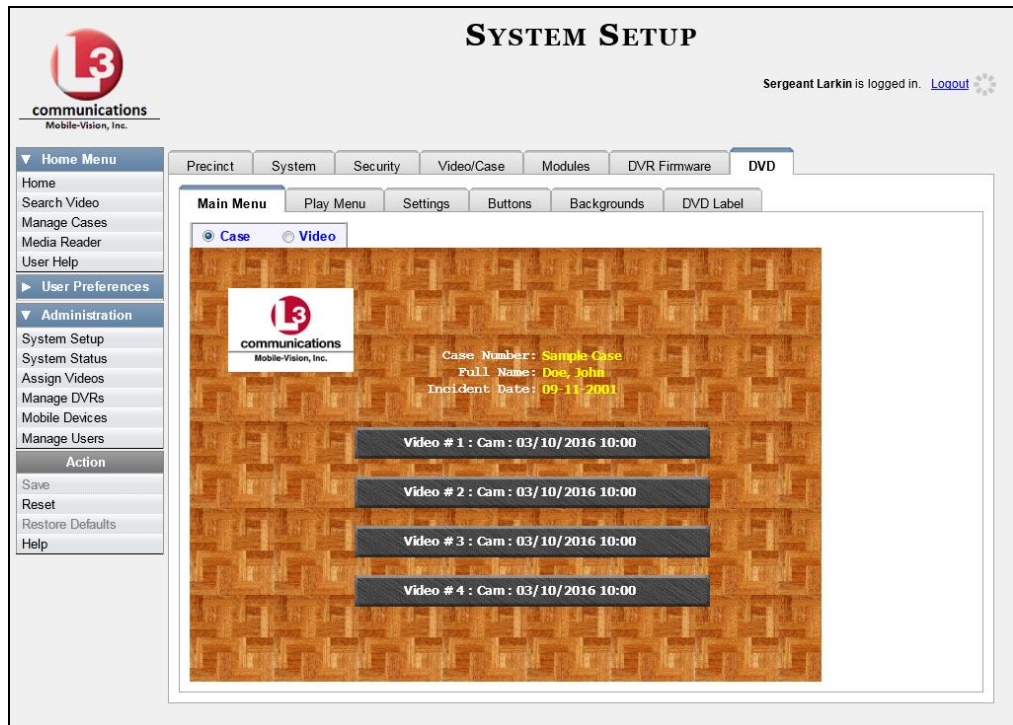 SYSTEM SETUP
L3
communications
Mobile-Vision, Inc.
Sergeant Larkin is logged in. Logout
▼ Home Menu
Home
Search Video
Manage Cases
Media Reader
User Help
► User Preferences
▼ Administration
System Setup
System Status
Assign Videos
Manage DVRs
Mobile Devices
Manage Users
Action
Save
Reset
Restore Defaults
Help
Precinct System Security Video/Case Modules DVR Firmware DVD
Main Menu Play Menu Settings Buttons Backgrounds DVD Label
Case Video
L3
communications
Mobile-Vision, Inc.
Case Number: Sample Case
Full Name: Doe, John
Incident Date: 09-11-2001
Video # 1 : Cam : 03/10/2016 10:00
Video # 2 : Cam : 03/10/2016 10:00
Video # 3 : Cam : 03/10/2016 10:00
Video # 4 : Cam : 03/10/2016 10:00